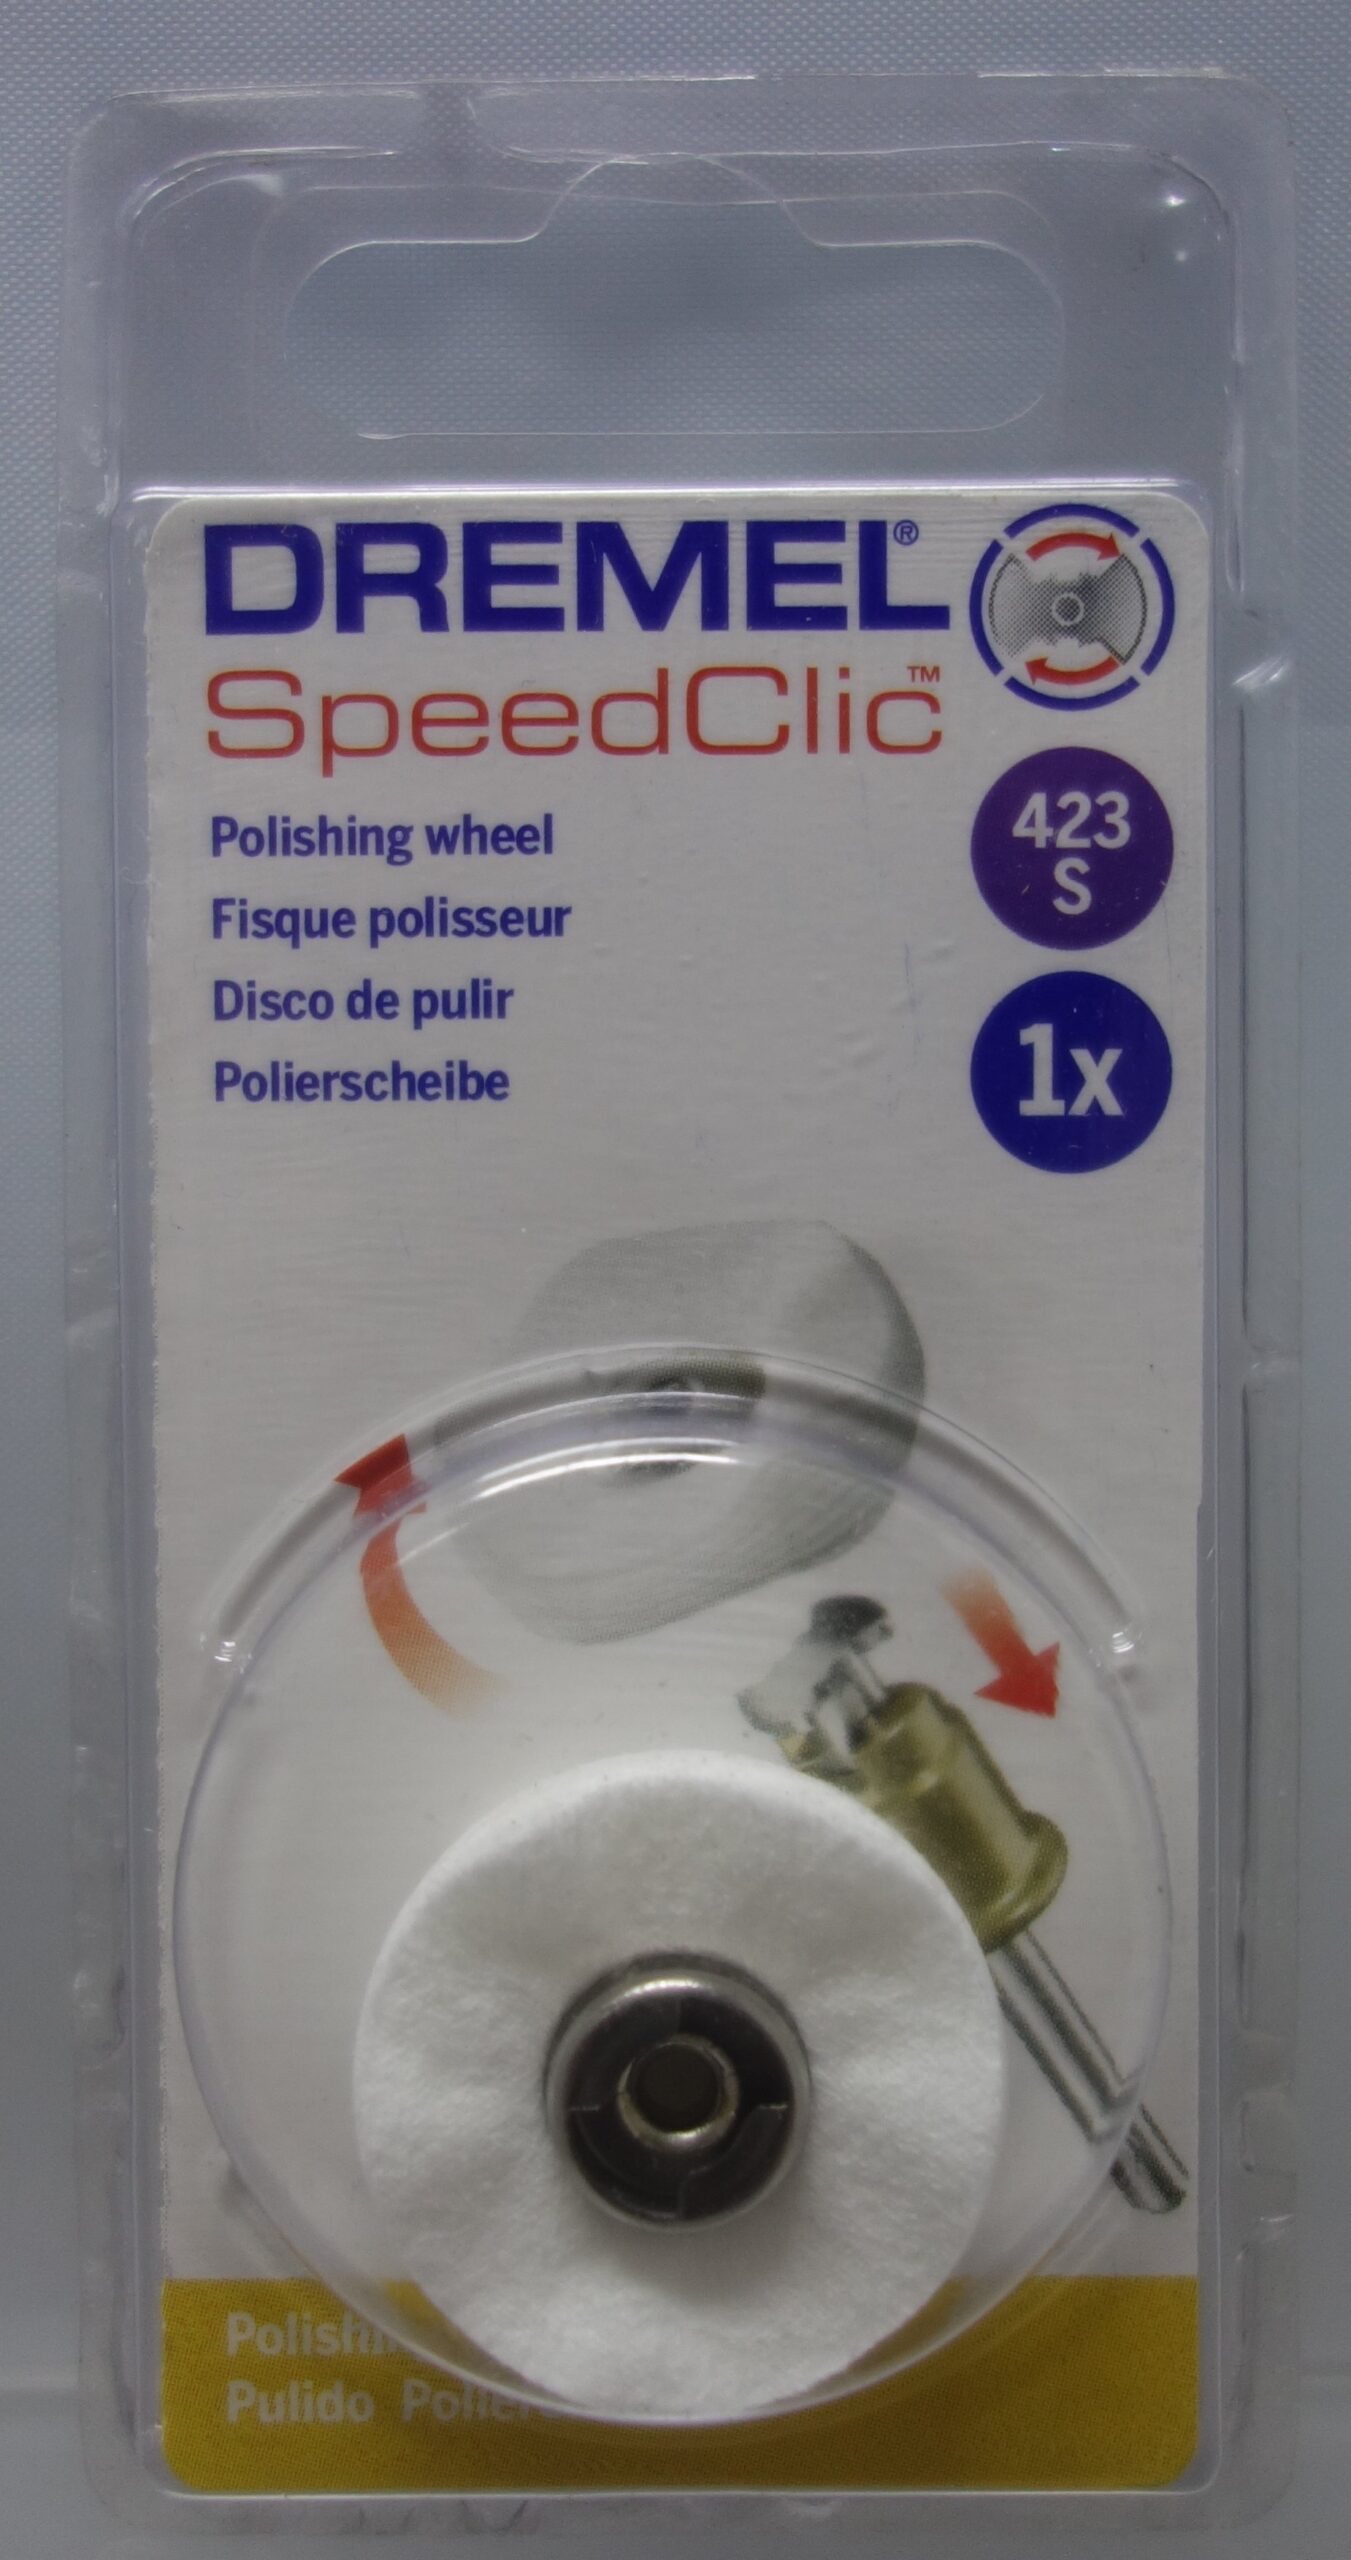 DREMEL®
SpeedClic™
423
S
Polishing wheel
Fisque polisseur
Disco de pulir
Polierscheibe
1x
Pulido